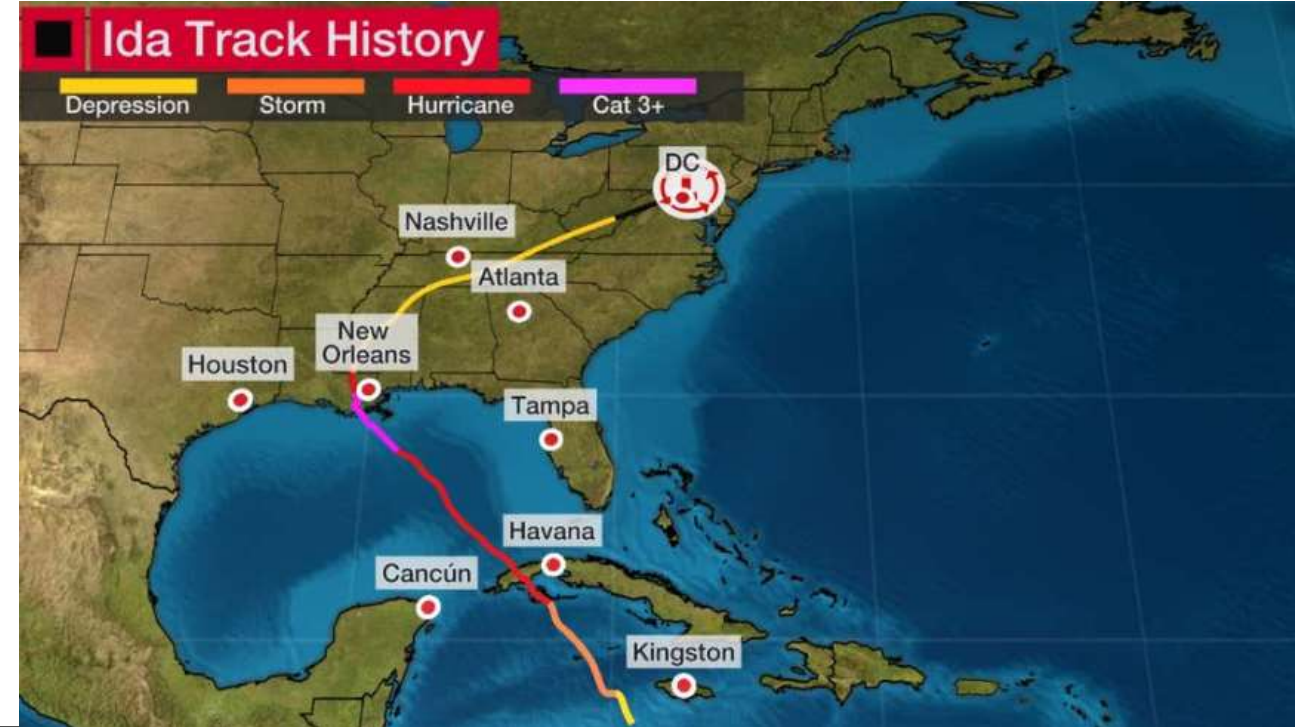 Ida Track History
Depression Storm Hurricane Cat 3+
DC
Nashville
Atlanta
New
Orleans
Houston
Tampa
Havana
Cancún
Kingston